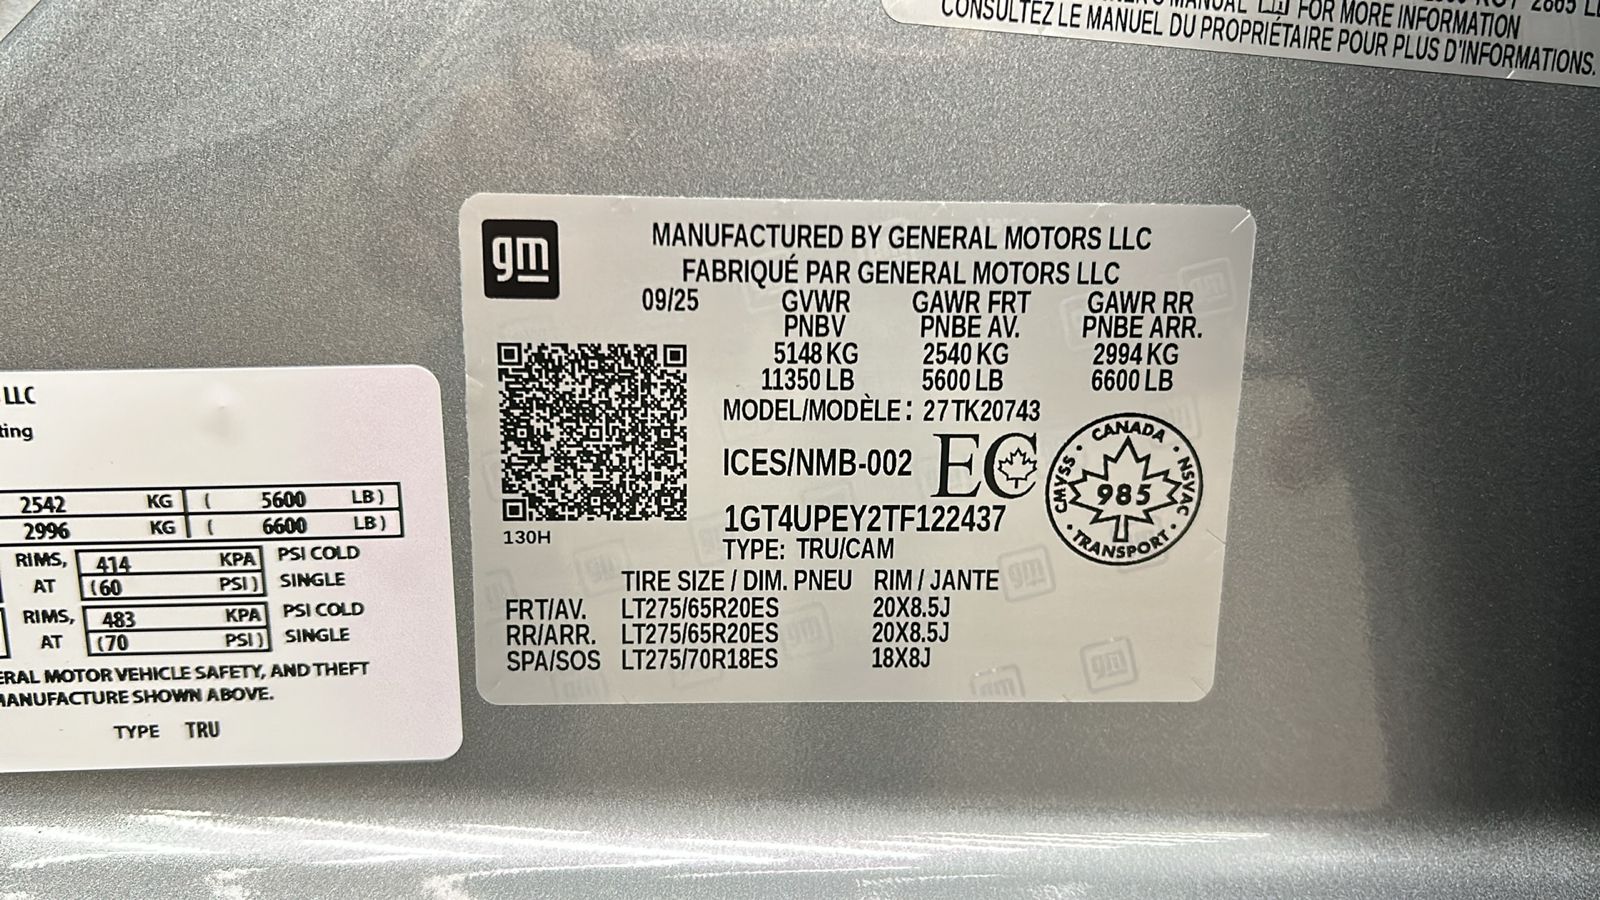 FOR MORE INFORMATION
CONSULTEZ LE MANUEL DU PROPRIÉTAIRE POUR PLUS D'INFORMATIONS.
gm
MANUFACTURED BY GENERAL MOTORS LLC
FABRIQUÉ PAR GENERAL MOTORS LLC
09/25 GVWR GAWR FRT GAWR RR
PNBV PNBE AV. PNBE ARR.
5148 KG 2540 KG 2994 KG
11350 LB 5600 LB 6600 LB
MODEL/MODÈLE: 27TK20743
ICES/NMB-002 EC
CANADA
CMVSS NSVAC
985
TRANSPORT
1GT4UPEY2TF122437
130H
TYPE: TRU/CAM
TIRE SIZE / DIM. PNEU RIM / JANTE
FRT/AV. LT275/65R20ES 20X8.5J
RR/ARR. LT275/65R20ES 20X8.5J
SPA/SOS LT275/70R18ES 18X8J
LLC
2542 KG ( 5600 LB )
2996 KG ( 6600 LB )
RIMS, 414 KPA PSI COLD
AT (60 PSI) SINGLE
RIMS, 483 KPA PSI COLD
AT (70 PSI) SINGLE
MOTOR VEHICLE SAFETY, AND THEFT
MANUFACTURE SHOWN ABOVE.
TYPE TRU